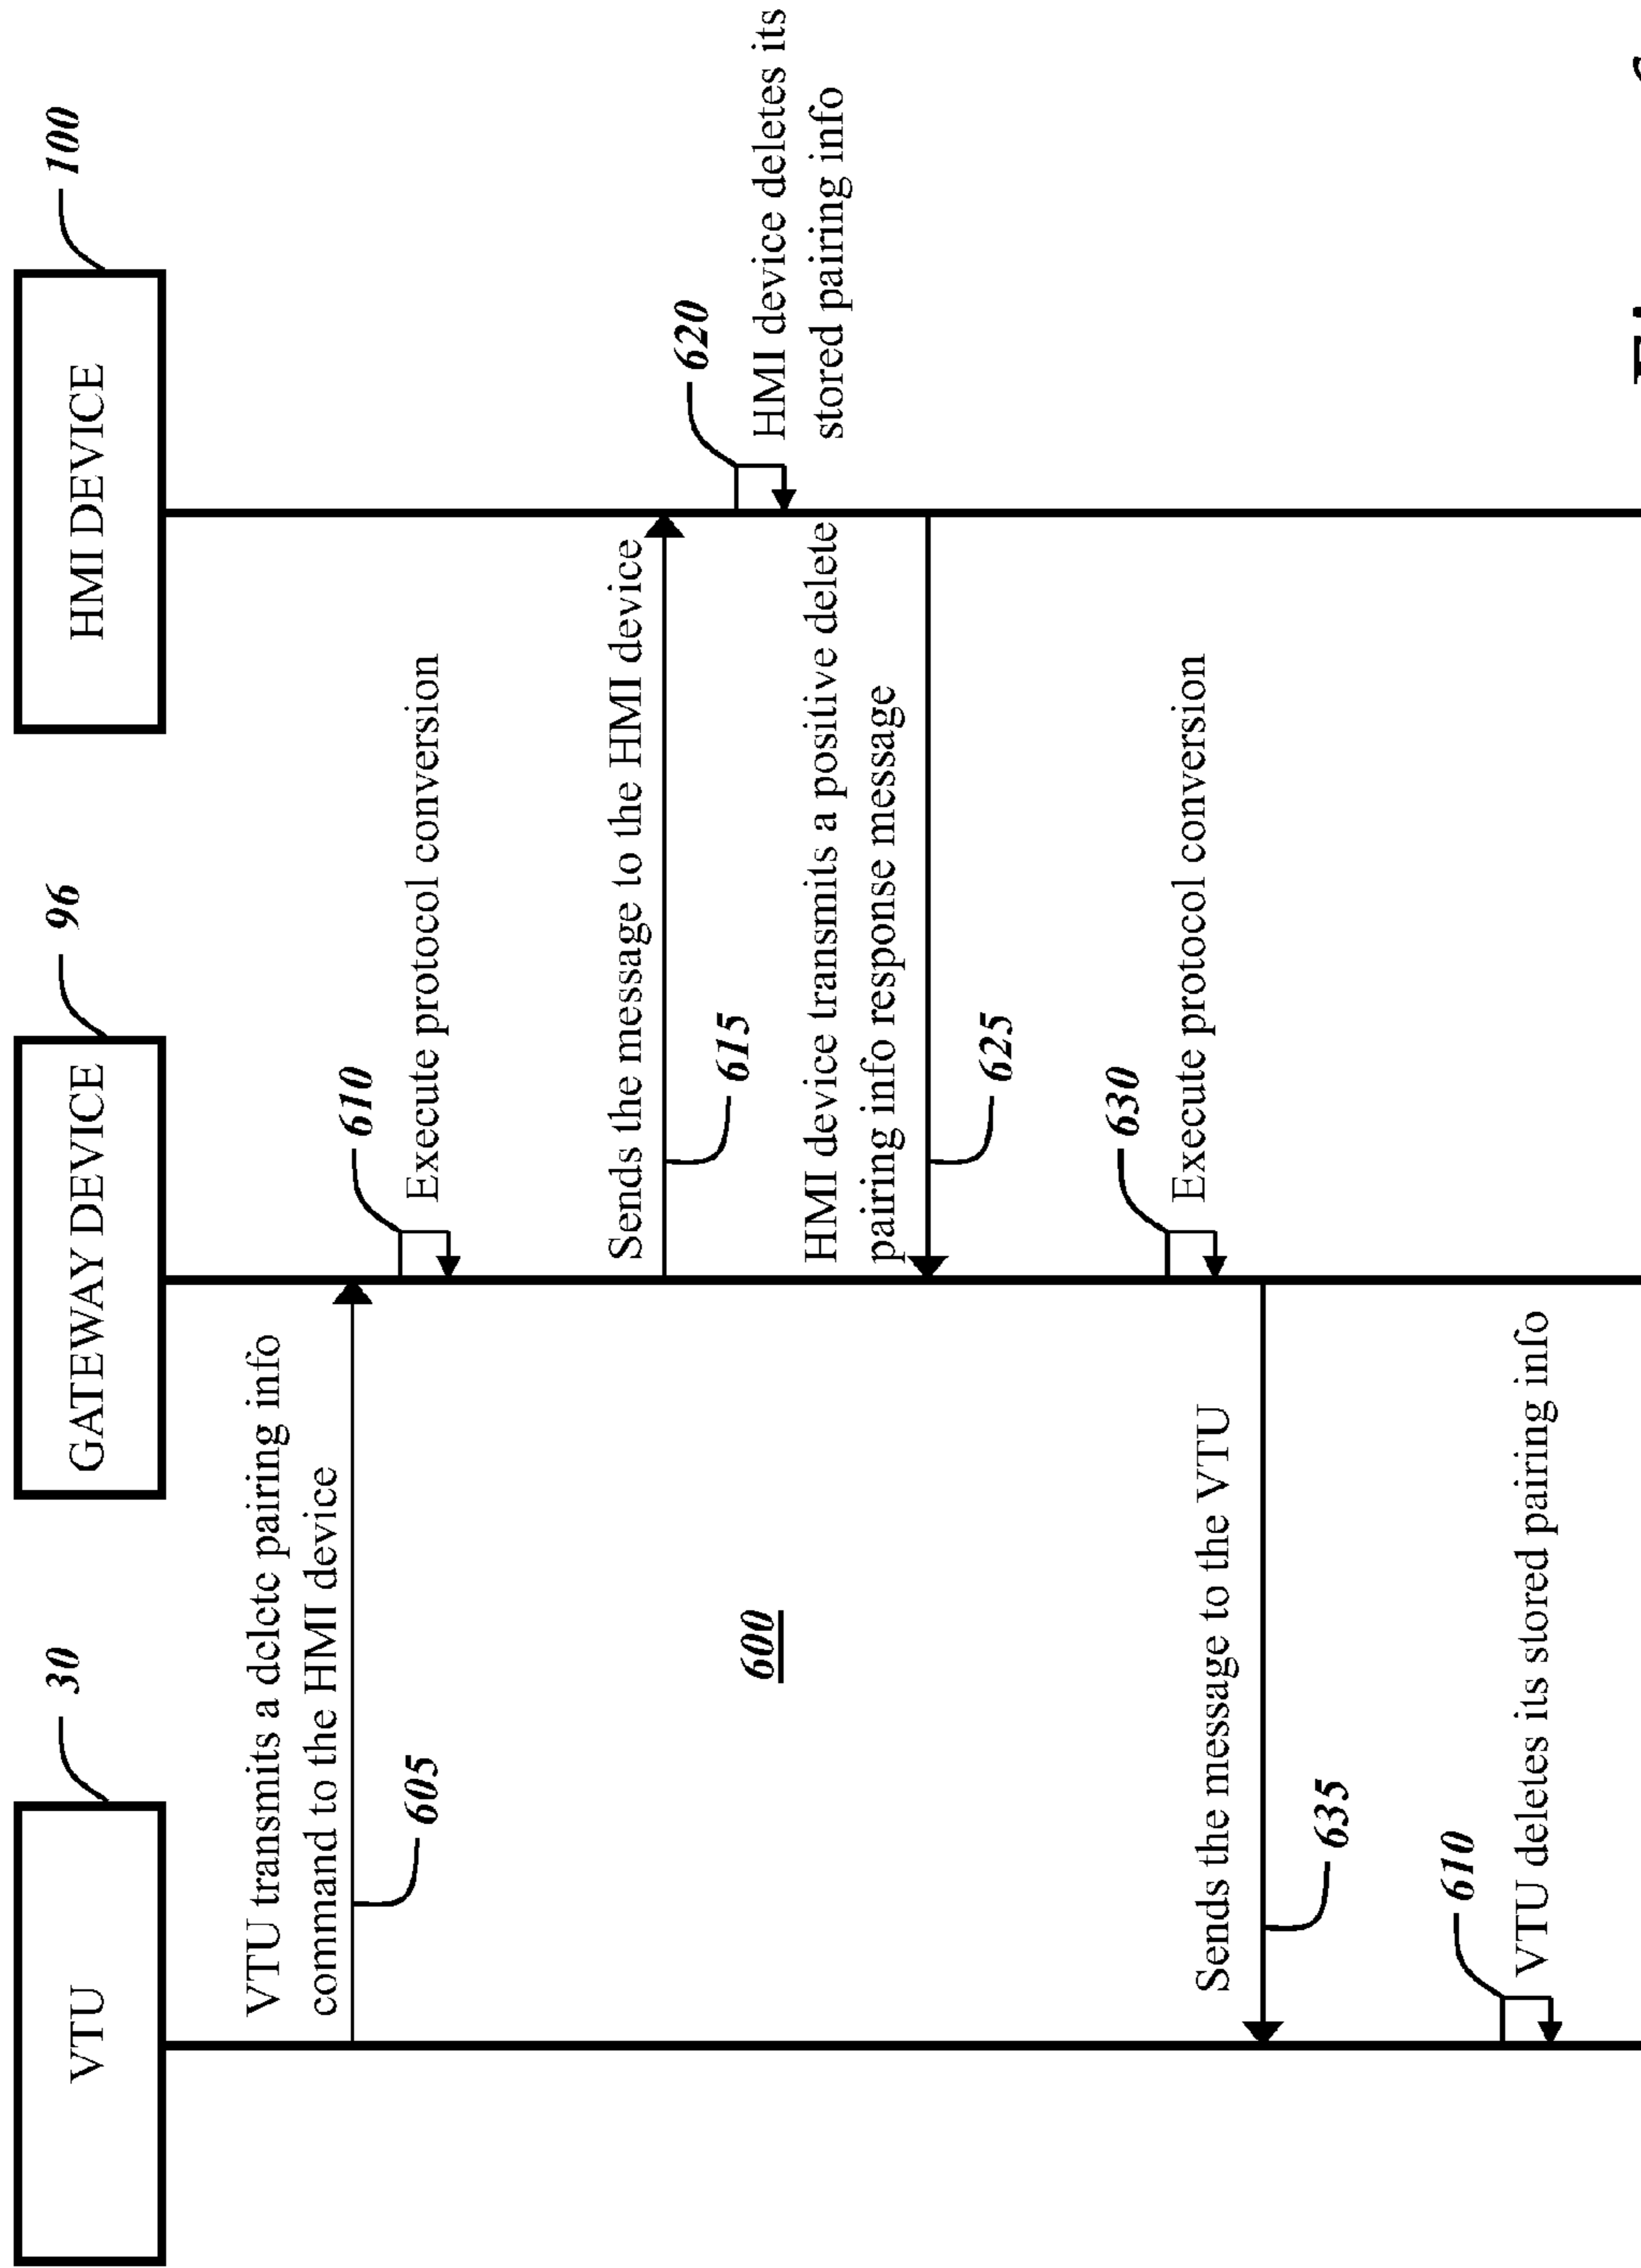 VTU
30
GATEWAY DEVICE
96
HMI DEVICE
100
VTU transmits a delete pairing info
command to the HMI device
605
610
Execute protocol conversion
Sends the message to the HMI device
615
620
HMI device deletes its
stored pairing info
HMI device transmits a positive delete
pairing info response message
625
600
630
Execute protocol conversion
Sends the message to the VTU
635
610
VTU deletes its stored pairing info